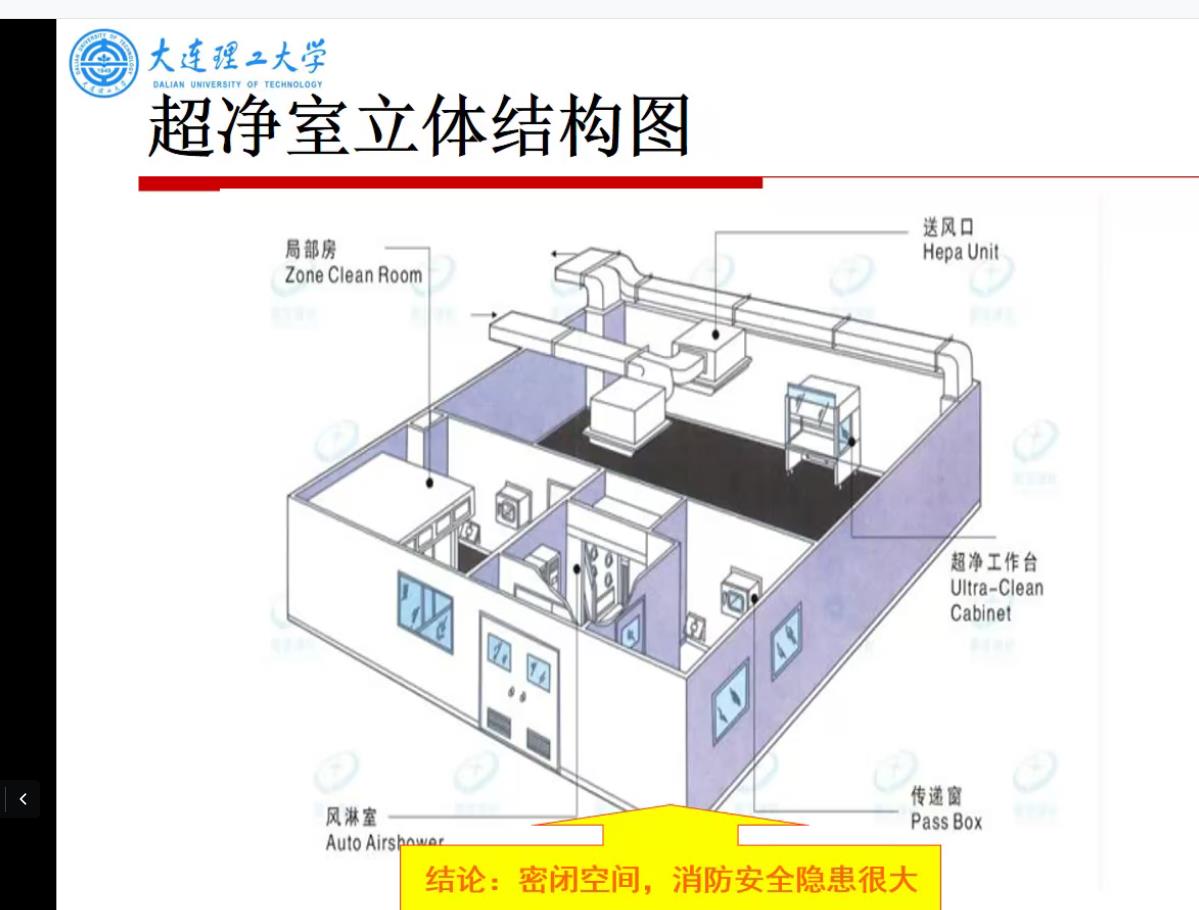 大连理工大学
DALIAN UNIVERSITY OF TECHNOLOGY
超净室立体结构图
送风口
Hepa Unit
局部房
Zone Clean Room
超净工作台
Ultra-Clean
Cabinet
传递窗
Pass Box
风淋室
Auto Airshower
结论：密闭空间，消防安全隐患很大